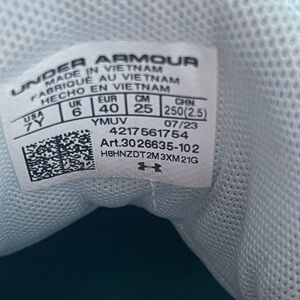 UNDER ARMOUR
MADE IN VIETNAM
FABRIQUÉ AU VIETNAM
HECHO EN VIETNAM
USA UK EUR CM CHN
7Y 6 40 25 250(2.5)
YMUV 07/23
4217561754
Art.3026635-102
H8HNZDT2M3XM21G